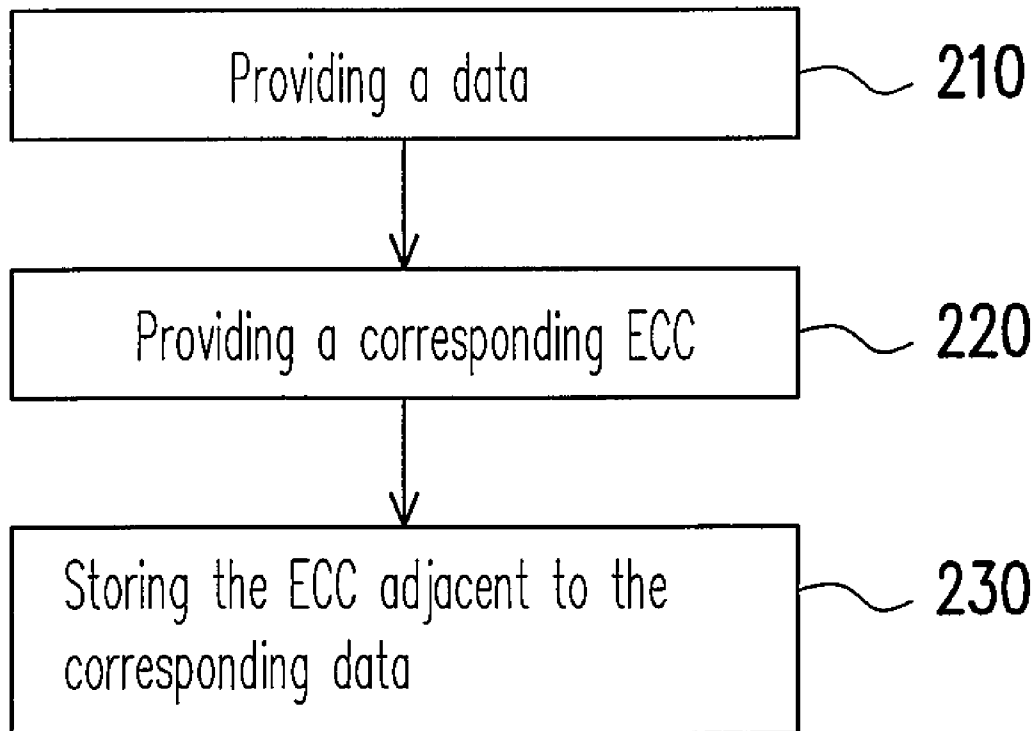 Providing a data
210
Providing a corresponding ECC
220
Storing the ECC adjacent to the
corresponding data
230